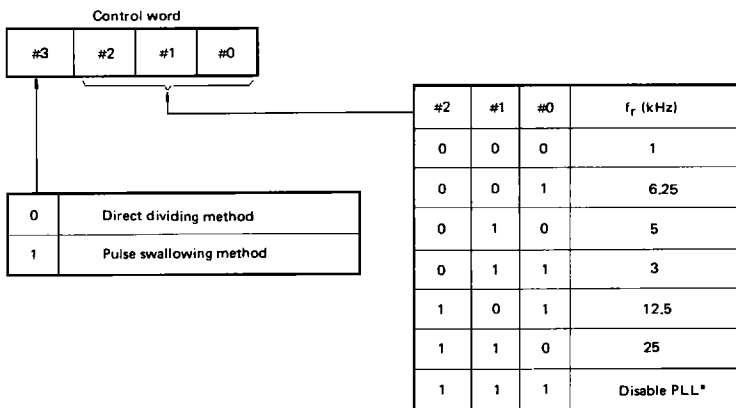 Control word
#3 #2 #1 #0
#2 #1 #0 fr (kHz)
0 0 0 1
0 0 1 6.25
0 1 0 5
0 1 1 3
1 0 1 12.5
1 1 0 25
1 1 1 Disable PLL*
0 Direct dividing method
1 Pulse swallowing method